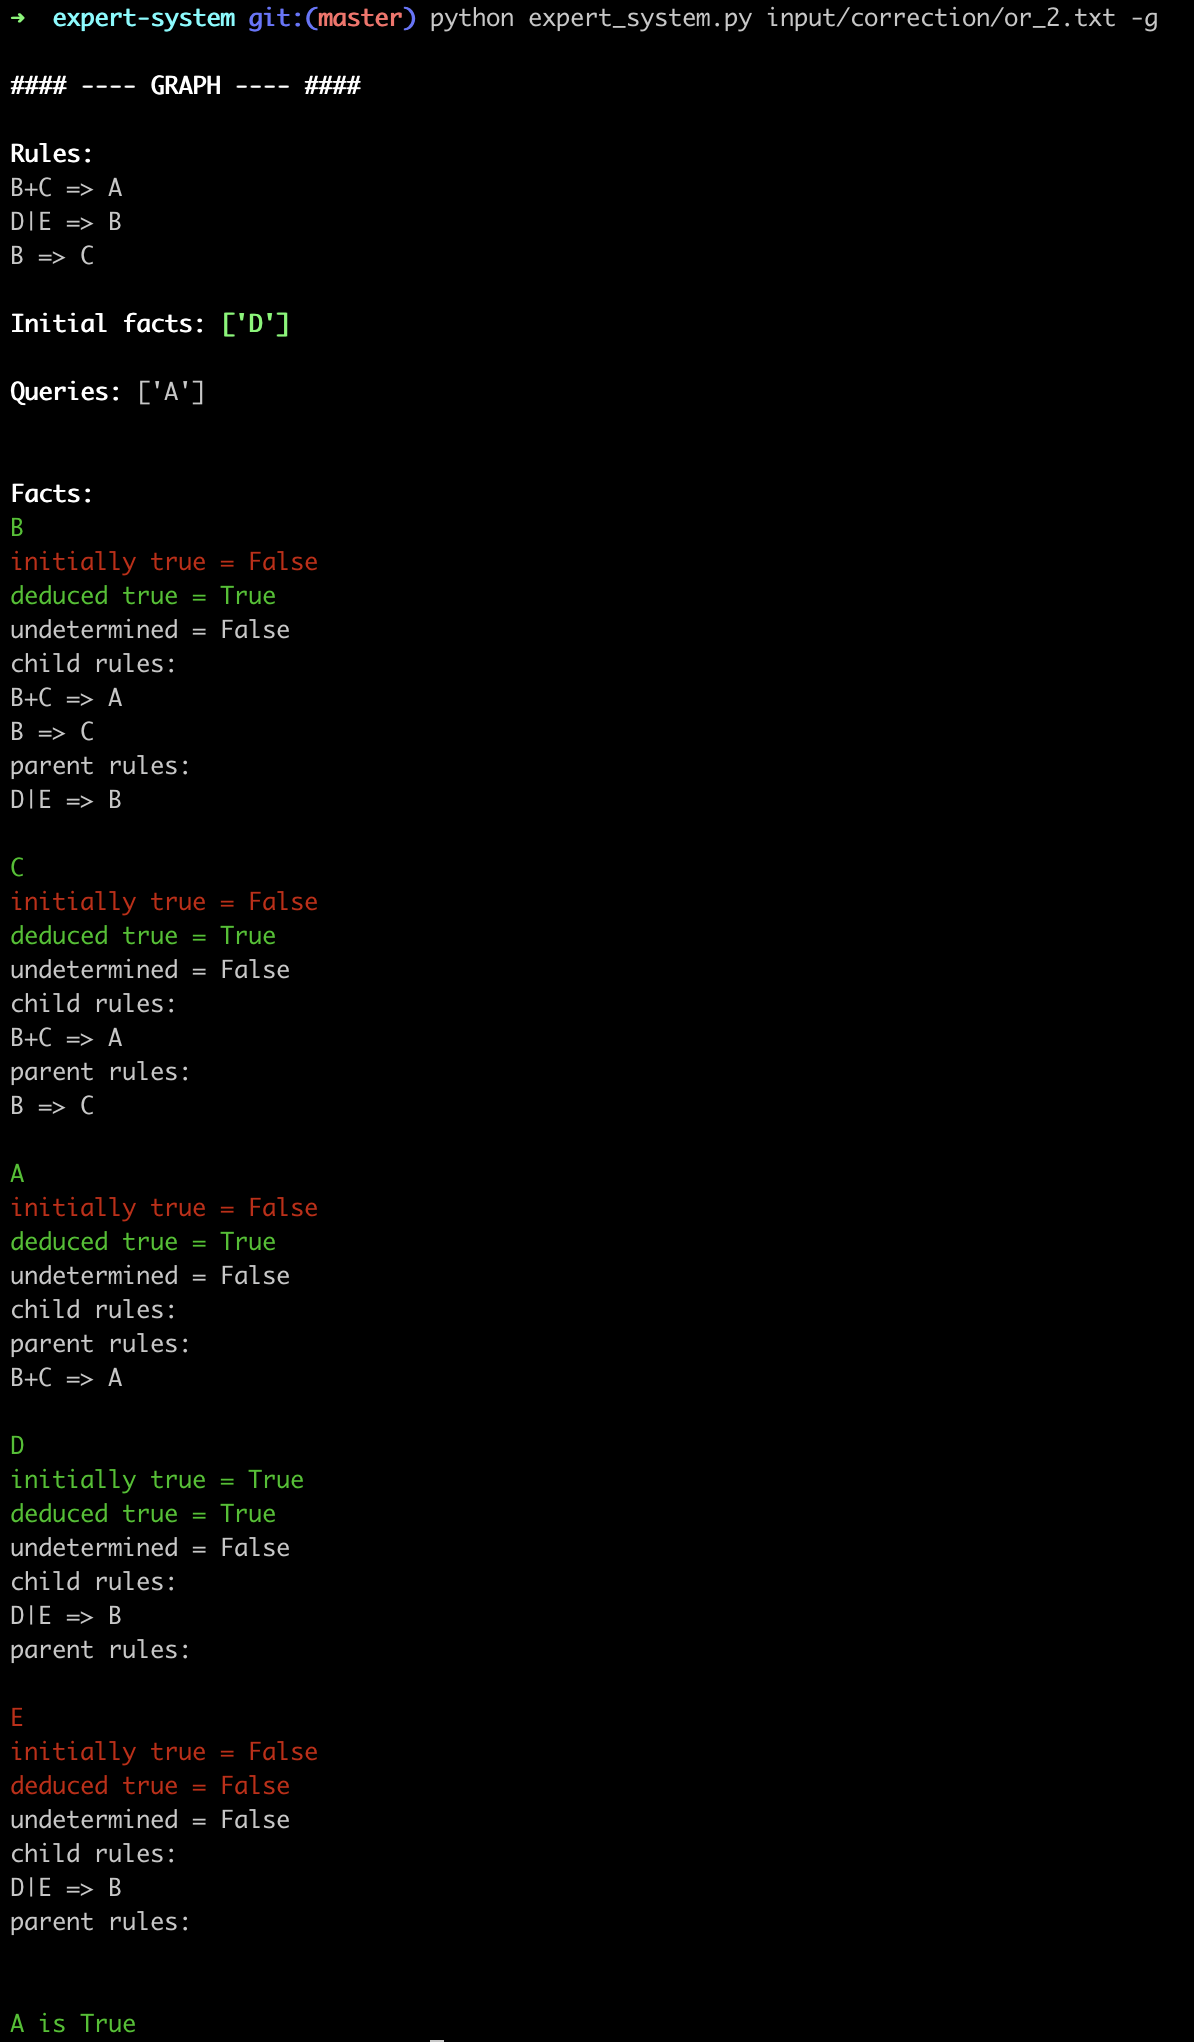 ➜  expert-system git:(master) python expert_system.py input/correction/or_2.txt -g
#### ---- GRAPH ---- ####
Rules:
B+C => A
D|E => B
B => C
Initial facts: ['D']
Queries: ['A']
Facts:
B
initially true = False
deduced true = True
undetermined = False
child rules:
B+C => A
B => C
parent rules:
D|E => B
C
initially true = False
deduced true = True
undetermined = False
child rules:
B+C => A
parent rules:
B => C
A
initially true = False
deduced true = True
undetermined = False
child rules:
parent rules:
B+C => A
D
initially true = True
deduced true = True
undetermined = False
child rules:
D|E => B
parent rules:
E
initially true = False
deduced true = False
undetermined = False
child rules:
D|E => B
parent rules:
A is True